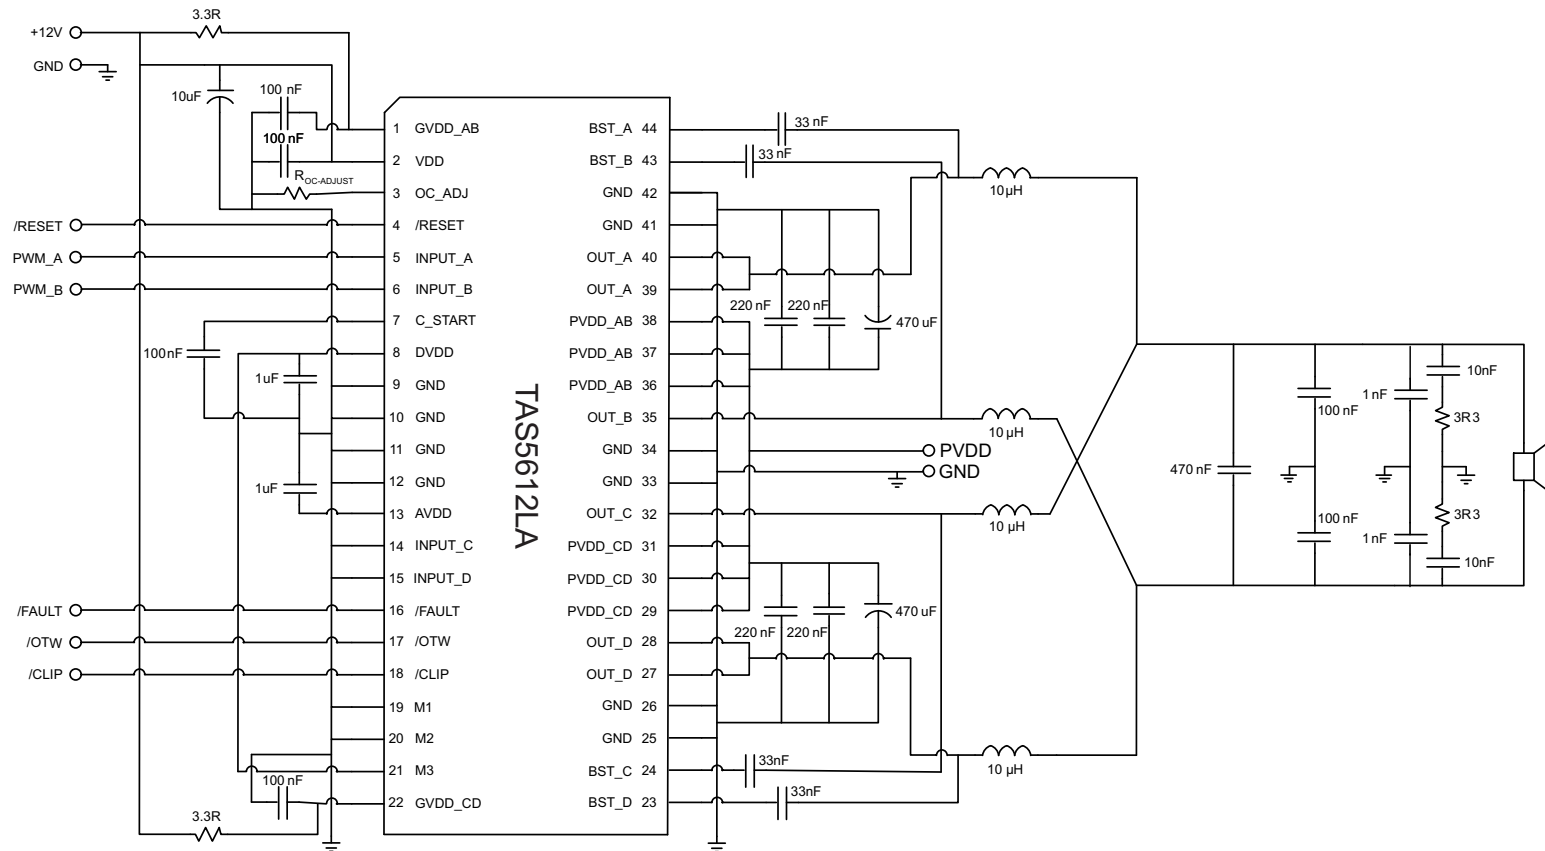 3.3R
+12V
GND
10uF
100 nF
100 nF
R OC-ADJUST
/RESET
PWM_A
PWM_B
100 nF
1uF
1uF
/FAULT
/OTW
/CLIP
100 nF
3.3R
1 GVDD_AB
2 VDD
3 OC_ADJ
4 /RESET
5 INPUT_A
6 INPUT_B
7 C_START
8 DVDD
9 GND
10 GND
11 GND
12 GND
13 AVDD
14 INPUT_C
15 INPUT_D
16 /FAULT
17 /OTW
18 /CLIP
19 M1
20 M2
21 M3
22 GVDD_CD
TAS5612LA
BST_A 44
BST_B 43
GND 42
GND 41
OUT_A 40
OUT_A 39
PVDD_AB 38
PVDD_AB 37
PVDD_AB 36
OUT_B 35
GND 34
GND 33
OUT_C 32
PVDD_CD 31
PVDD_CD 30
PVDD_CD 29
OUT_D 28
OUT_D 27
GND 26
GND 25
BST_C 24
BST_D 23
33 nF
33 nF
10 µH
220 nF
220 nF
470 uF
10 µH
PVDD
GND
10 µH
470 uF
220 nF
220 nF
33nF
10 µH
33nF
470 nF
100 nF
100 nF
1 nF
1 nF
10nF
3R3
3R3
10nF